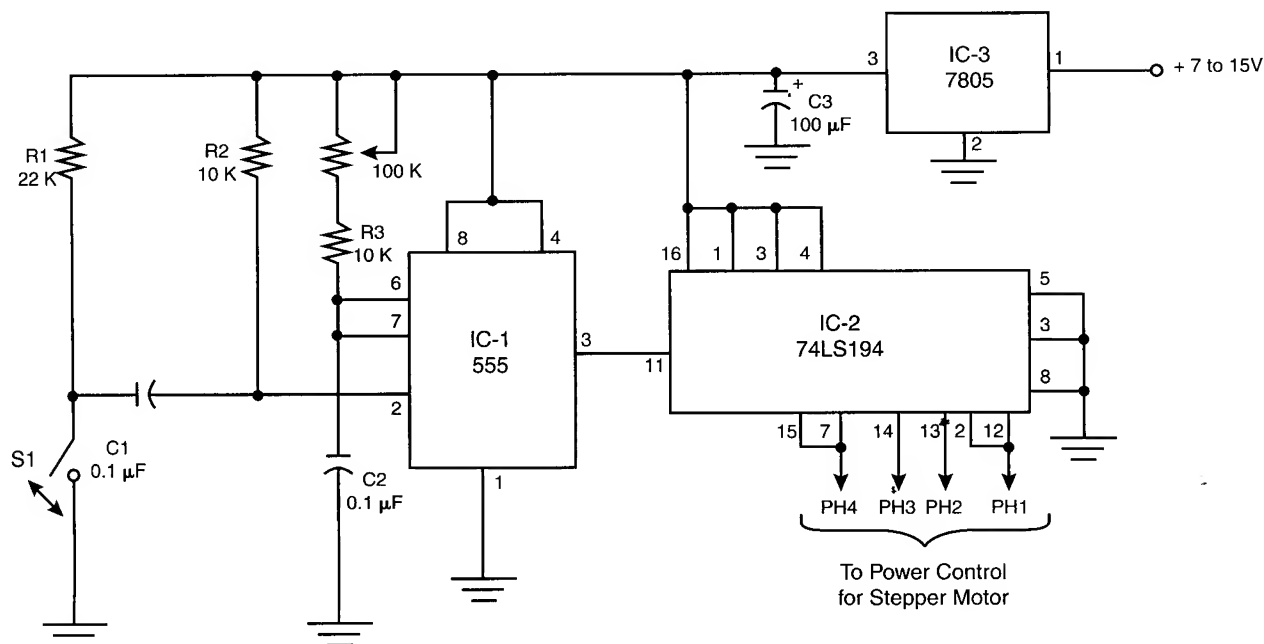 3
IC-3
7805
1
+ 7 to 15V
2
+
C3
100 µF
R1
22 K
R2
10 K
100 K
R3
10 K
8
4
16
1
3
4
6
7
2
IC-1
555
3
1
11
IC-2
74LS194
5
3
8
15
7
14
13
2
12
S1
C1
0.1 µF
C2
0.1 µF
PH4
PH3
PH2
PH1
To Power Control
for Stepper Motor